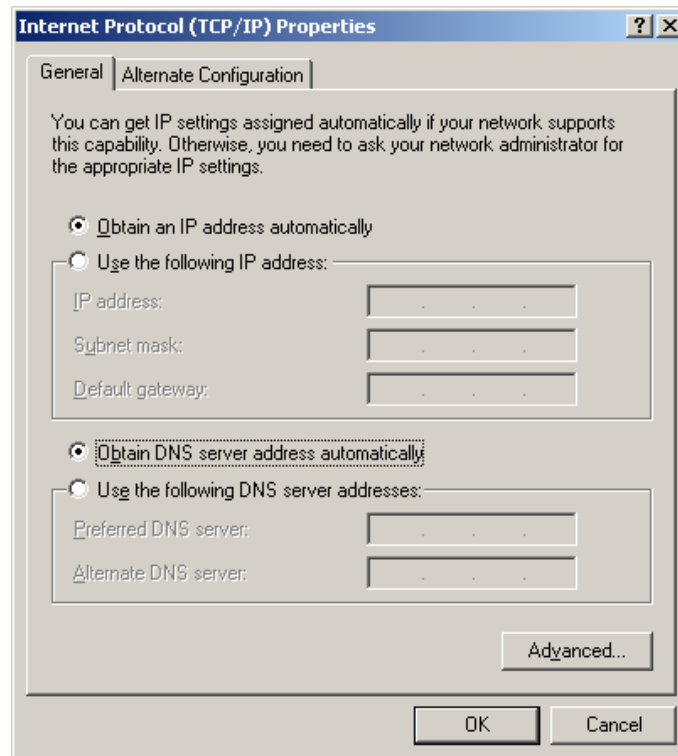 Internet Protocol (TCP/IP) Properties
General
Alternate Configuration
You can get IP settings assigned automatically if your network supports
this capability. Otherwise, you need to ask your network administrator for
the appropriate IP settings.
Obtain an IP address automatically
Use the following IP address:
IP address:
Subnet mask:
Default gateway:
Obtain DNS server address automatically
Use the following DNS server addresses:
Preferred DNS server:
Alternate DNS server:
Advanced...
OK
Cancel